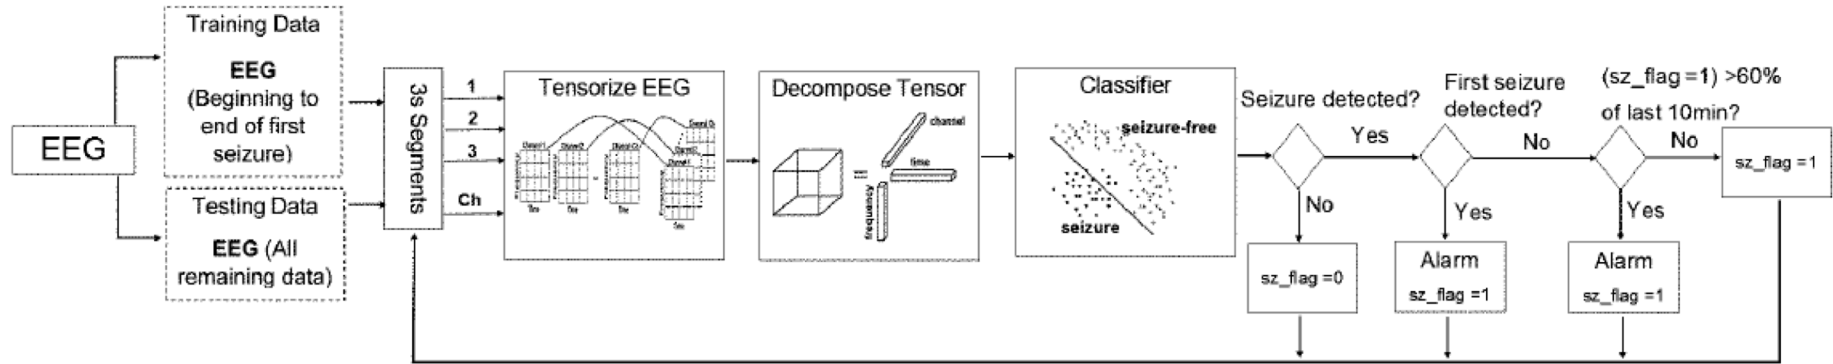 EEG
Training Data
EEG
(Beginning to
end of first
seizure)
Testing Data
EEG (All
remaining data)
3s Segments
1
2
3
Ch
Tensorize EEG
Decompose Tensor
=
channel
time
frequency
Classifier
seizure-free
seizure
Seizure detected?
Yes
No
sz_flag =0
First seizure
detected?
No
Yes
Alarm
sz_flag =1
(sz_flag =1) >60%
of last 10min?
No
Yes
Alarm
sz_flag =1
sz_flag =1